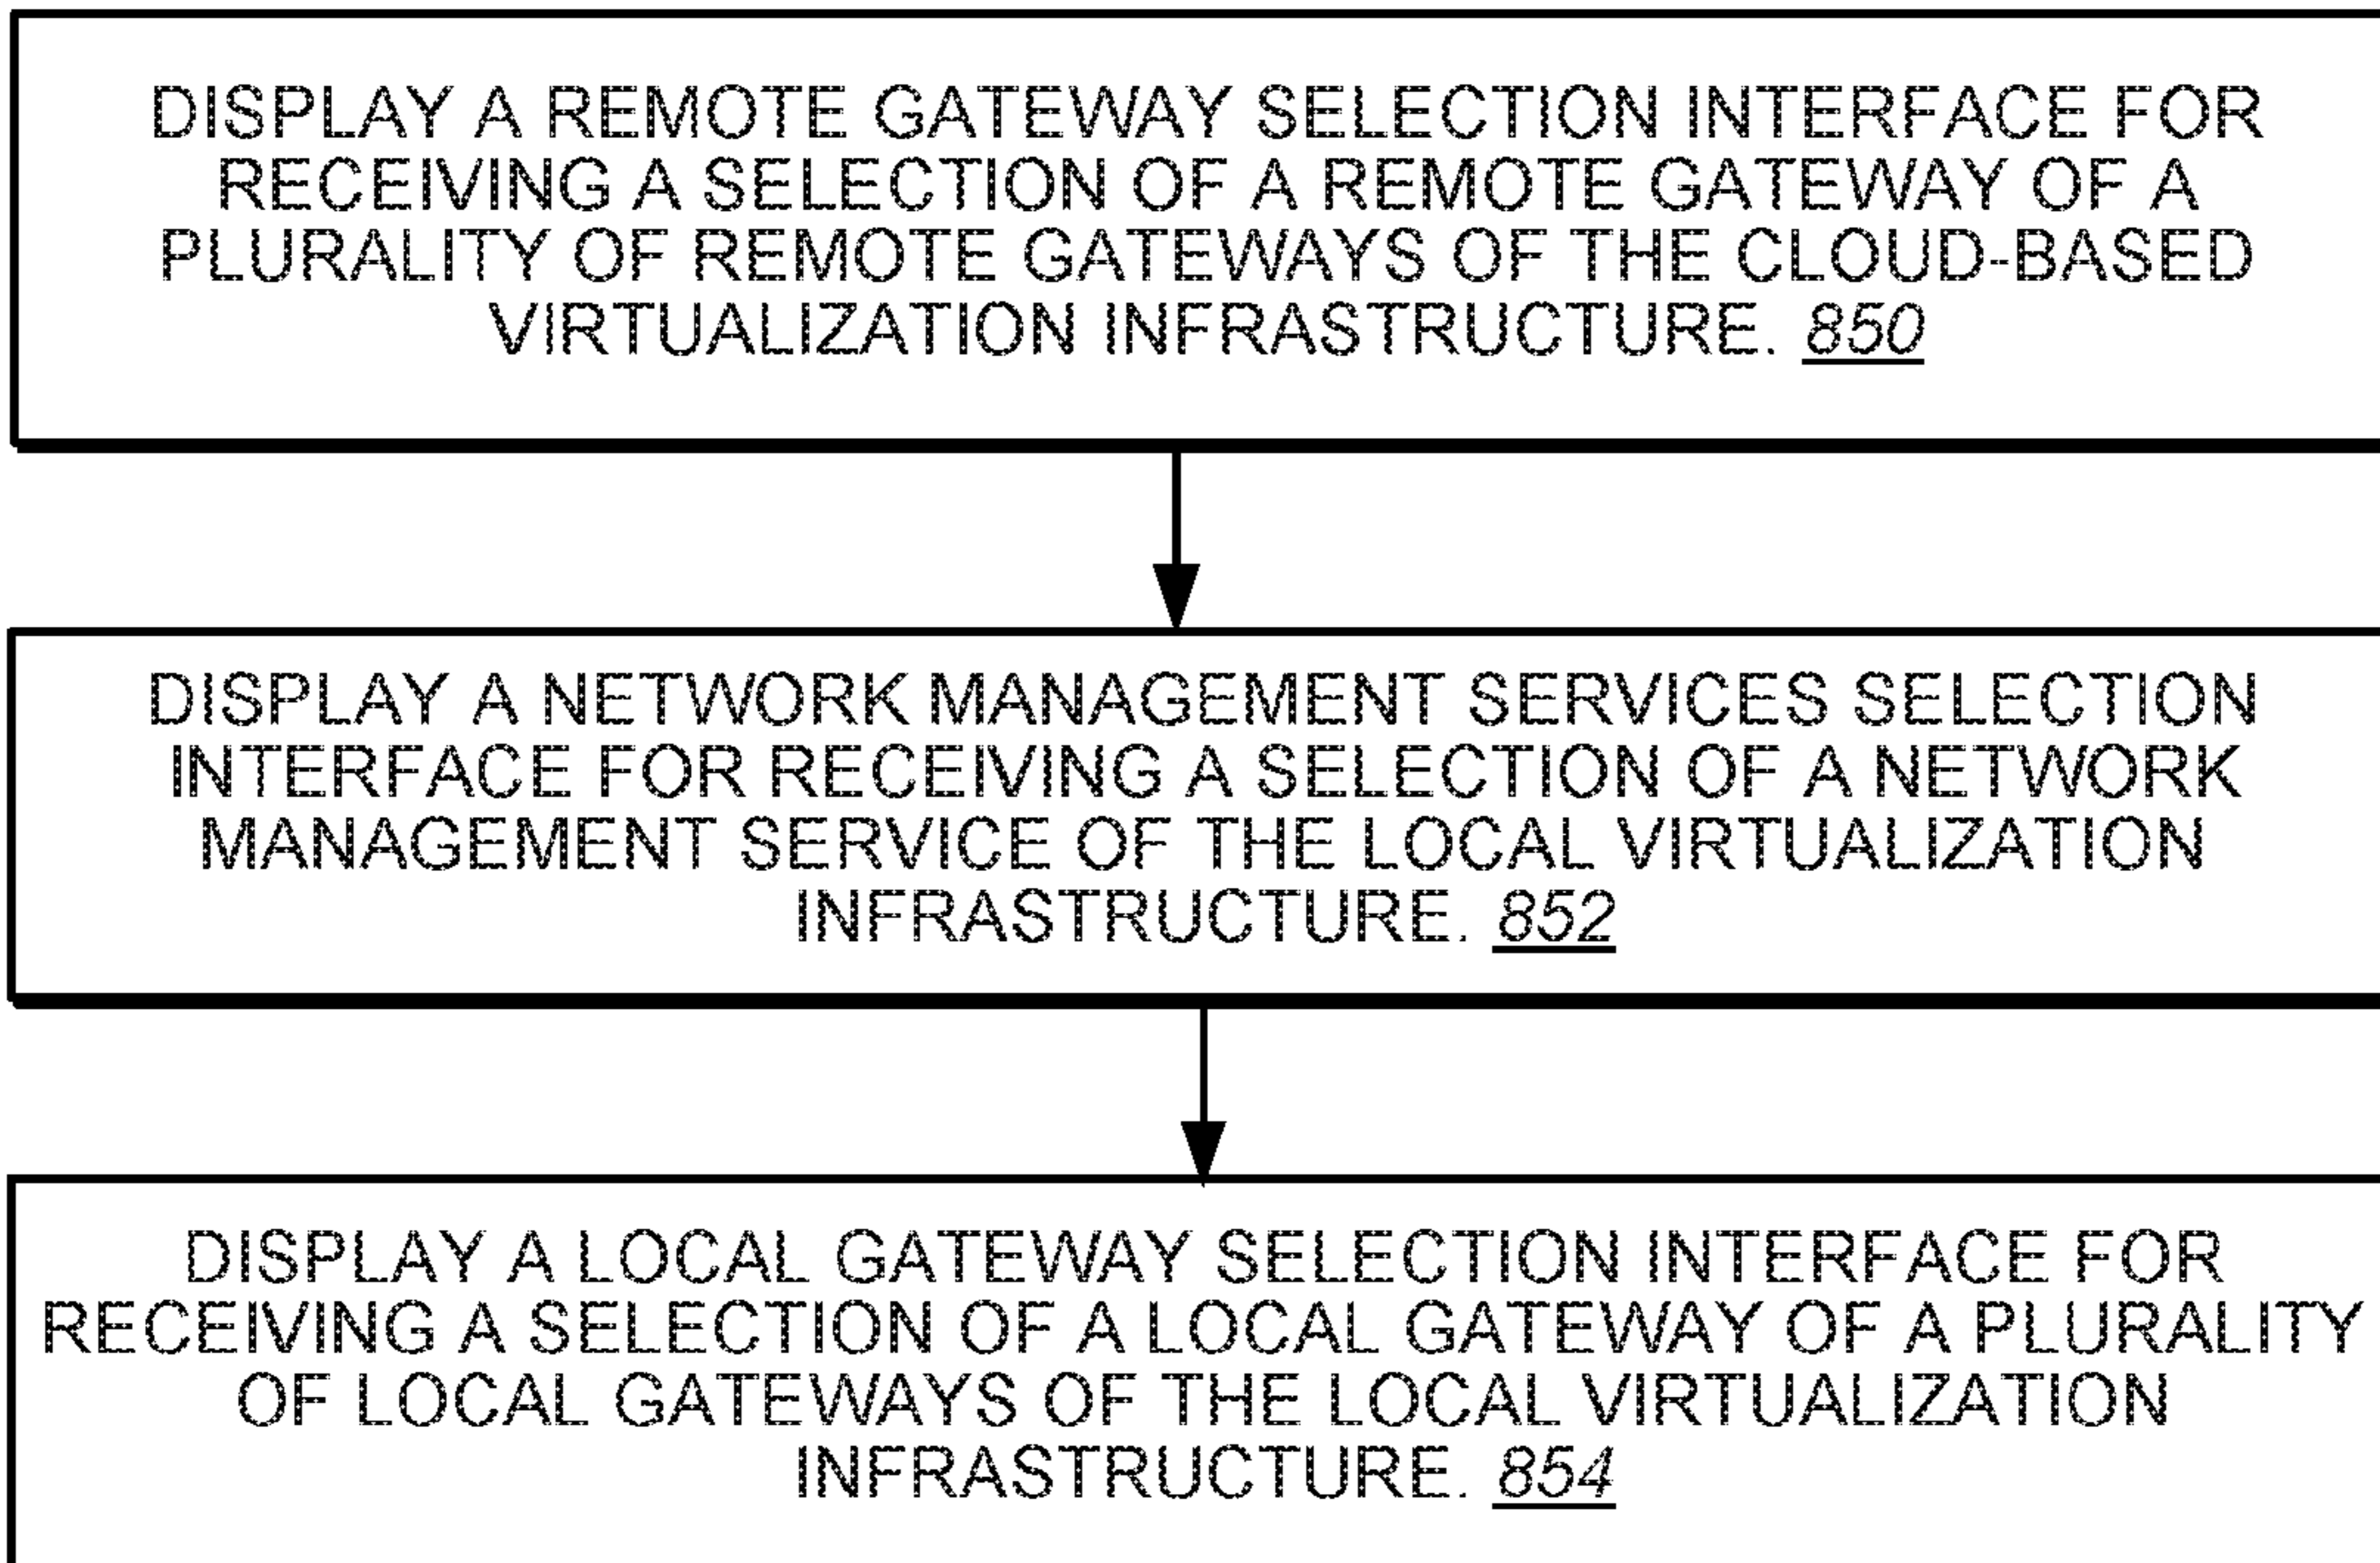 DISPLAY A REMOTE GATEWAY SELECTION INTERFACE FOR
RECEIVING A SELECTION OF A REMOTE GATEWAY OF A
PLURALITY OF REMOTE GATEWAYS OF THE CLOUD-BASED
VIRTUALIZATION INFRASTRUCTURE. 850
DISPLAY A NETWORK MANAGEMENT SERVICES SELECTION
INTERFACE FOR RECEIVING A SELECTION OF A NETWORK
MANAGEMENT SERVICE OF THE LOCAL VIRTUALIZATION
INFRASTRUCTURE. 852
DISPLAY A LOCAL GATEWAY SELECTION INTERFACE FOR
RECEIVING A SELECTION OF A LOCAL GATEWAY OF A PLURALITY
OF LOCAL GATEWAYS OF THE LOCAL VIRTUALIZATION
INFRASTRUCTURE. 854